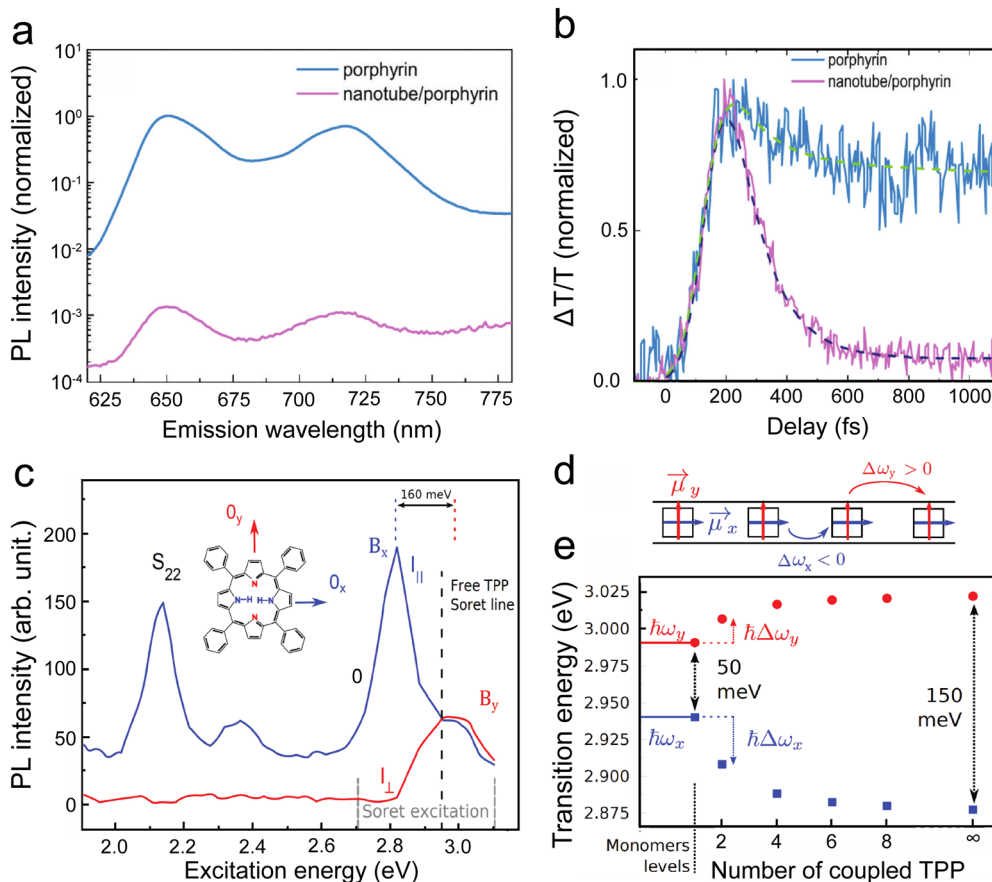 a
10¹
10⁰
10⁻¹
10⁻²
10⁻³
10⁻⁴
PL intensity (normalized)
porphyrin
nanotube/porphyrin
625 650 675 700 725 750 775
Emission wavelength (nm)
b
1.0
0.5
0.0
ΔT/T (normalized)
porphyrin
nanotube/porphyrin
0 200 400 600 800 1000
Delay (fs)
c
200
150
100
50
0
PL intensity (arb. unit.)
160 meV
S₂₂
0y
0x
N
N-H H-N
N
Bx
I||
Free TPP
Soret line
0
By
I⊥
Soret excitation
2.0 2.2 2.4 2.6 2.8 3.0
Excitation energy (eV)
d
μ⃗ y
Δωy > 0
μ⃗ x
Δωx < 0
e
3.025
3.000
2.975
2.950
2.925
2.900
2.875
Transition energy (eV)
ℏωy
ℏΔωy
50
meV
150
meV
ℏωx
ℏΔωx
Monomers
levels
2 4 6 8 ∞
Number of coupled TPP